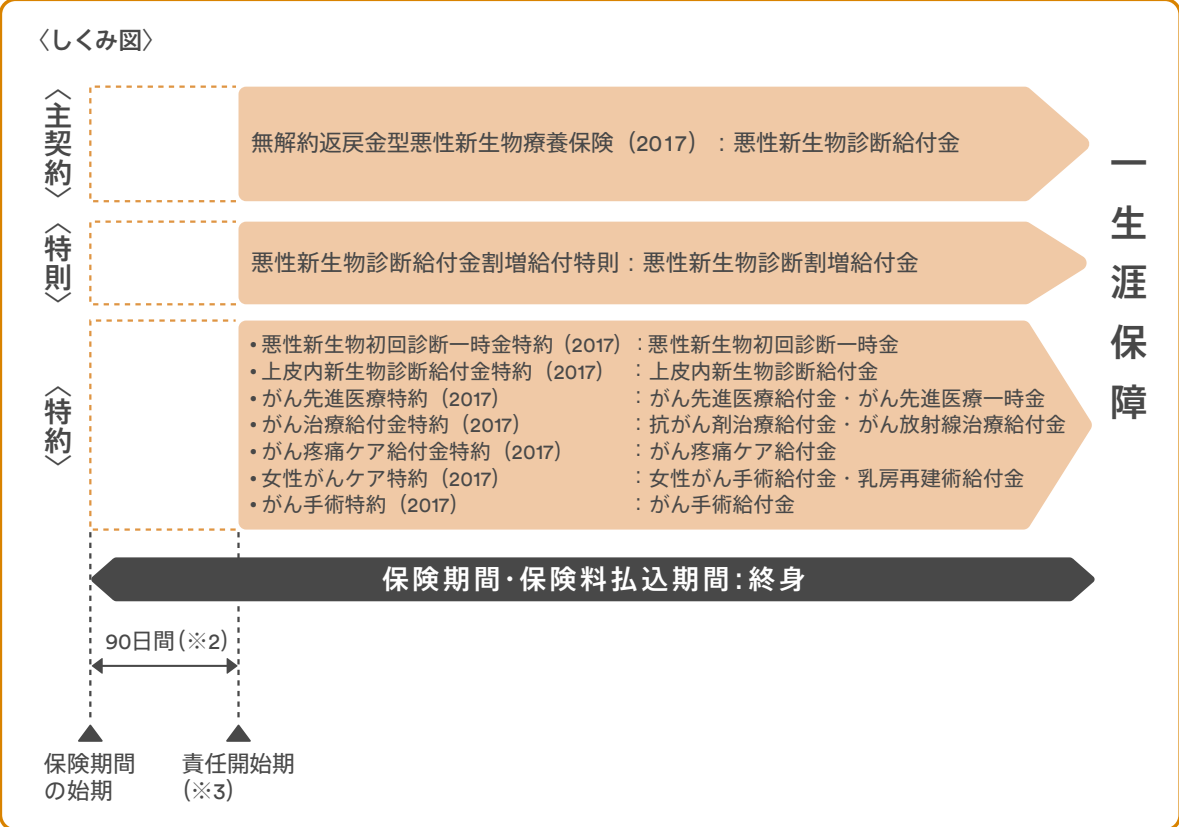 〈しくみ図〉
〈主契約〉
無解約返戻金型悪性新生物療養保険（2017）：悪性新生物診断給付金
〈特則〉
悪性新生物診断給付金割増給付特則：悪性新生物診断割増給付金
〈特約〉
•悪性新生物初回診断一時金特約（2017）：悪性新生物初回診断一時金
•上皮内新生物診断給付金特約（2017）：上皮内新生物診断給付金
•がん先進医療特約（2017）：がん先進医療給付金・がん先進医療一時金
•がん治療給付金特約（2017）：抗がん剤治療給付金・がん放射線治療給付金
•がん疼痛ケア給付金特約（2017）：がん疼痛ケア給付金
•女性がんケア特約（2017）：女性がん手術給付金・乳房再建術給付金
•がん手術特約（2017）：がん手術給付金
一生涯保障
保険期間・保険料払込期間：終身
90日間（※2）
保険期間
の始期
責任開始期
（※3）